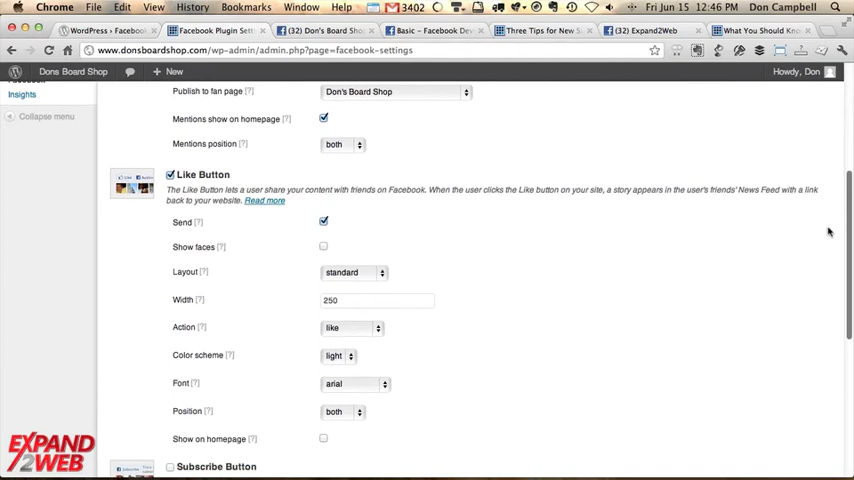 Chrome File Edit View History Bookmarks Window Help 3402 Fri Jun 15 12:46 PM Don Campbell
WordPress › Facebook Facebook Plugin Sett (32) Don's Board Shop Basic – Facebook Dev Three Tips for New S (32) Expand2Web What You Should Know
www.donsboardshop.com/wp-admin/admin.php?page=facebook-settings
Dons Board Shop + New Howdy, Don
Insights
Collapse menu
Publish to fan page [?] Don's Board Shop
Mentions show on homepage [?]
Mentions position [?] both
Like Button
The Like Button lets a user share your content with friends on Facebook. When the user clicks the Like button on your site, a story appears in the user's friends' News Feed with a link
back to your website. Read more
Send [?]
Show faces [?]
Layout [?] standard
Width [?] 250
Action [?] like
Color scheme [?] light
Font [?] arial
Position [?] both
Show on homepage [?]
Subscribe Button
EXPAND
2WEB